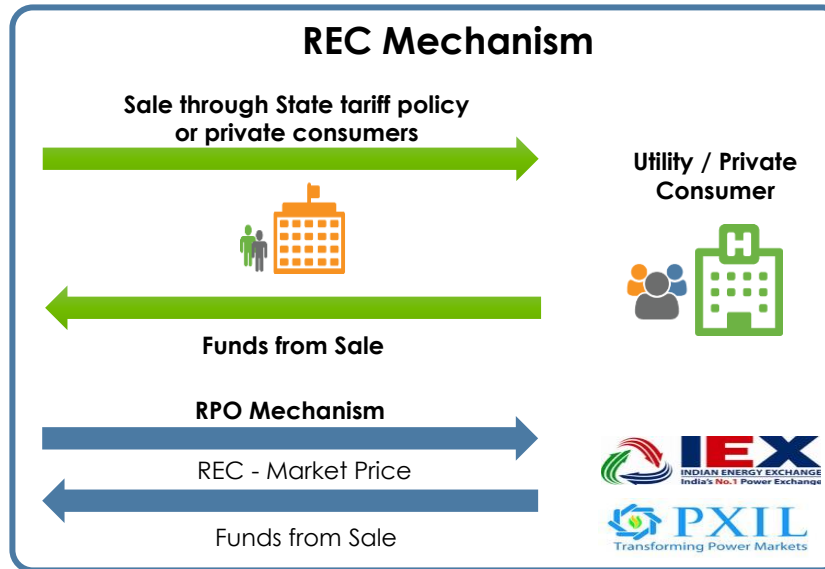 REC Mechanism
Sale through State tariff policy
or private consumers
Utility / Private
Consumer
H
Funds from Sale
RPO Mechanism
REC - Market Price
Funds from Sale
IEX
INDIAN ENERGY EXCHANGE
India's No.1 Power Exchange
PXIL
Transforming Power Markets